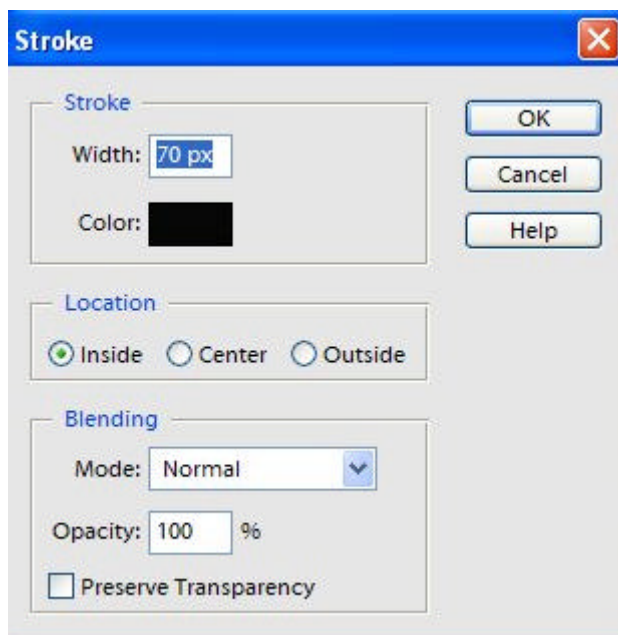 Stroke
Stroke
Width: 70 px
Color:
OK
Cancel
Help
Location
Inside Center Outside
Blending
Mode: Normal
Opacity: 100 %
Preserve Transparency